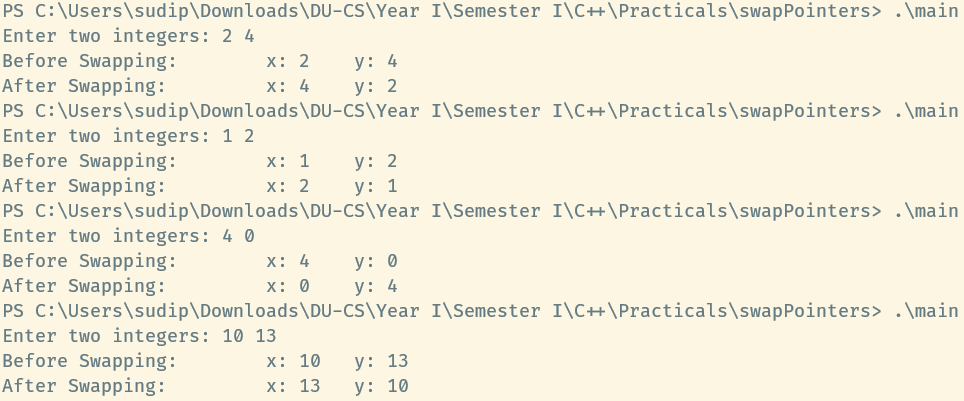 PS C:\Users\sudip\Downloads\DU-CS\Year I\Semester I\C++\Practicals\swapPointers> .\main
Enter two integers: 2 4
Before Swapping:        x: 2    y: 4
After Swapping:         x: 4    y: 2
PS C:\Users\sudip\Downloads\DU-CS\Year I\Semester I\C++\Practicals\swapPointers> .\main
Enter two integers: 1 2
Before Swapping:        x: 1    y: 2
After Swapping:         x: 2    y: 1
PS C:\Users\sudip\Downloads\DU-CS\Year I\Semester I\C++\Practicals\swapPointers> .\main
Enter two integers: 4 0
Before Swapping:        x: 4    y: 0
After Swapping:         x: 0    y: 4
PS C:\Users\sudip\Downloads\DU-CS\Year I\Semester I\C++\Practicals\swapPointers> .\main
Enter two integers: 10 13
Before Swapping:        x: 10   y: 13
After Swapping:         x: 13   y: 10